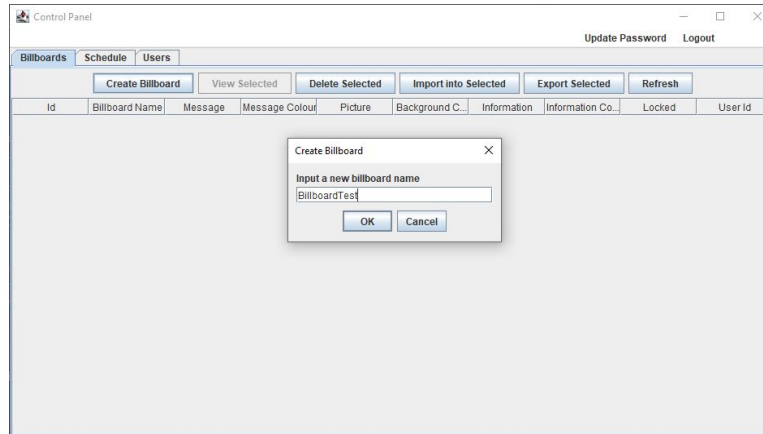 Control Panel
Update Password Logout
Billboards Schedule Users
Create Billboard View Selected Delete Selected Import into Selected Export Selected Refresh
Id Billboard Name Message Message Colour Picture Background C... Information Information Co... Locked User Id
Create Billboard
Input a new billboard name
BillboardTest
OK Cancel